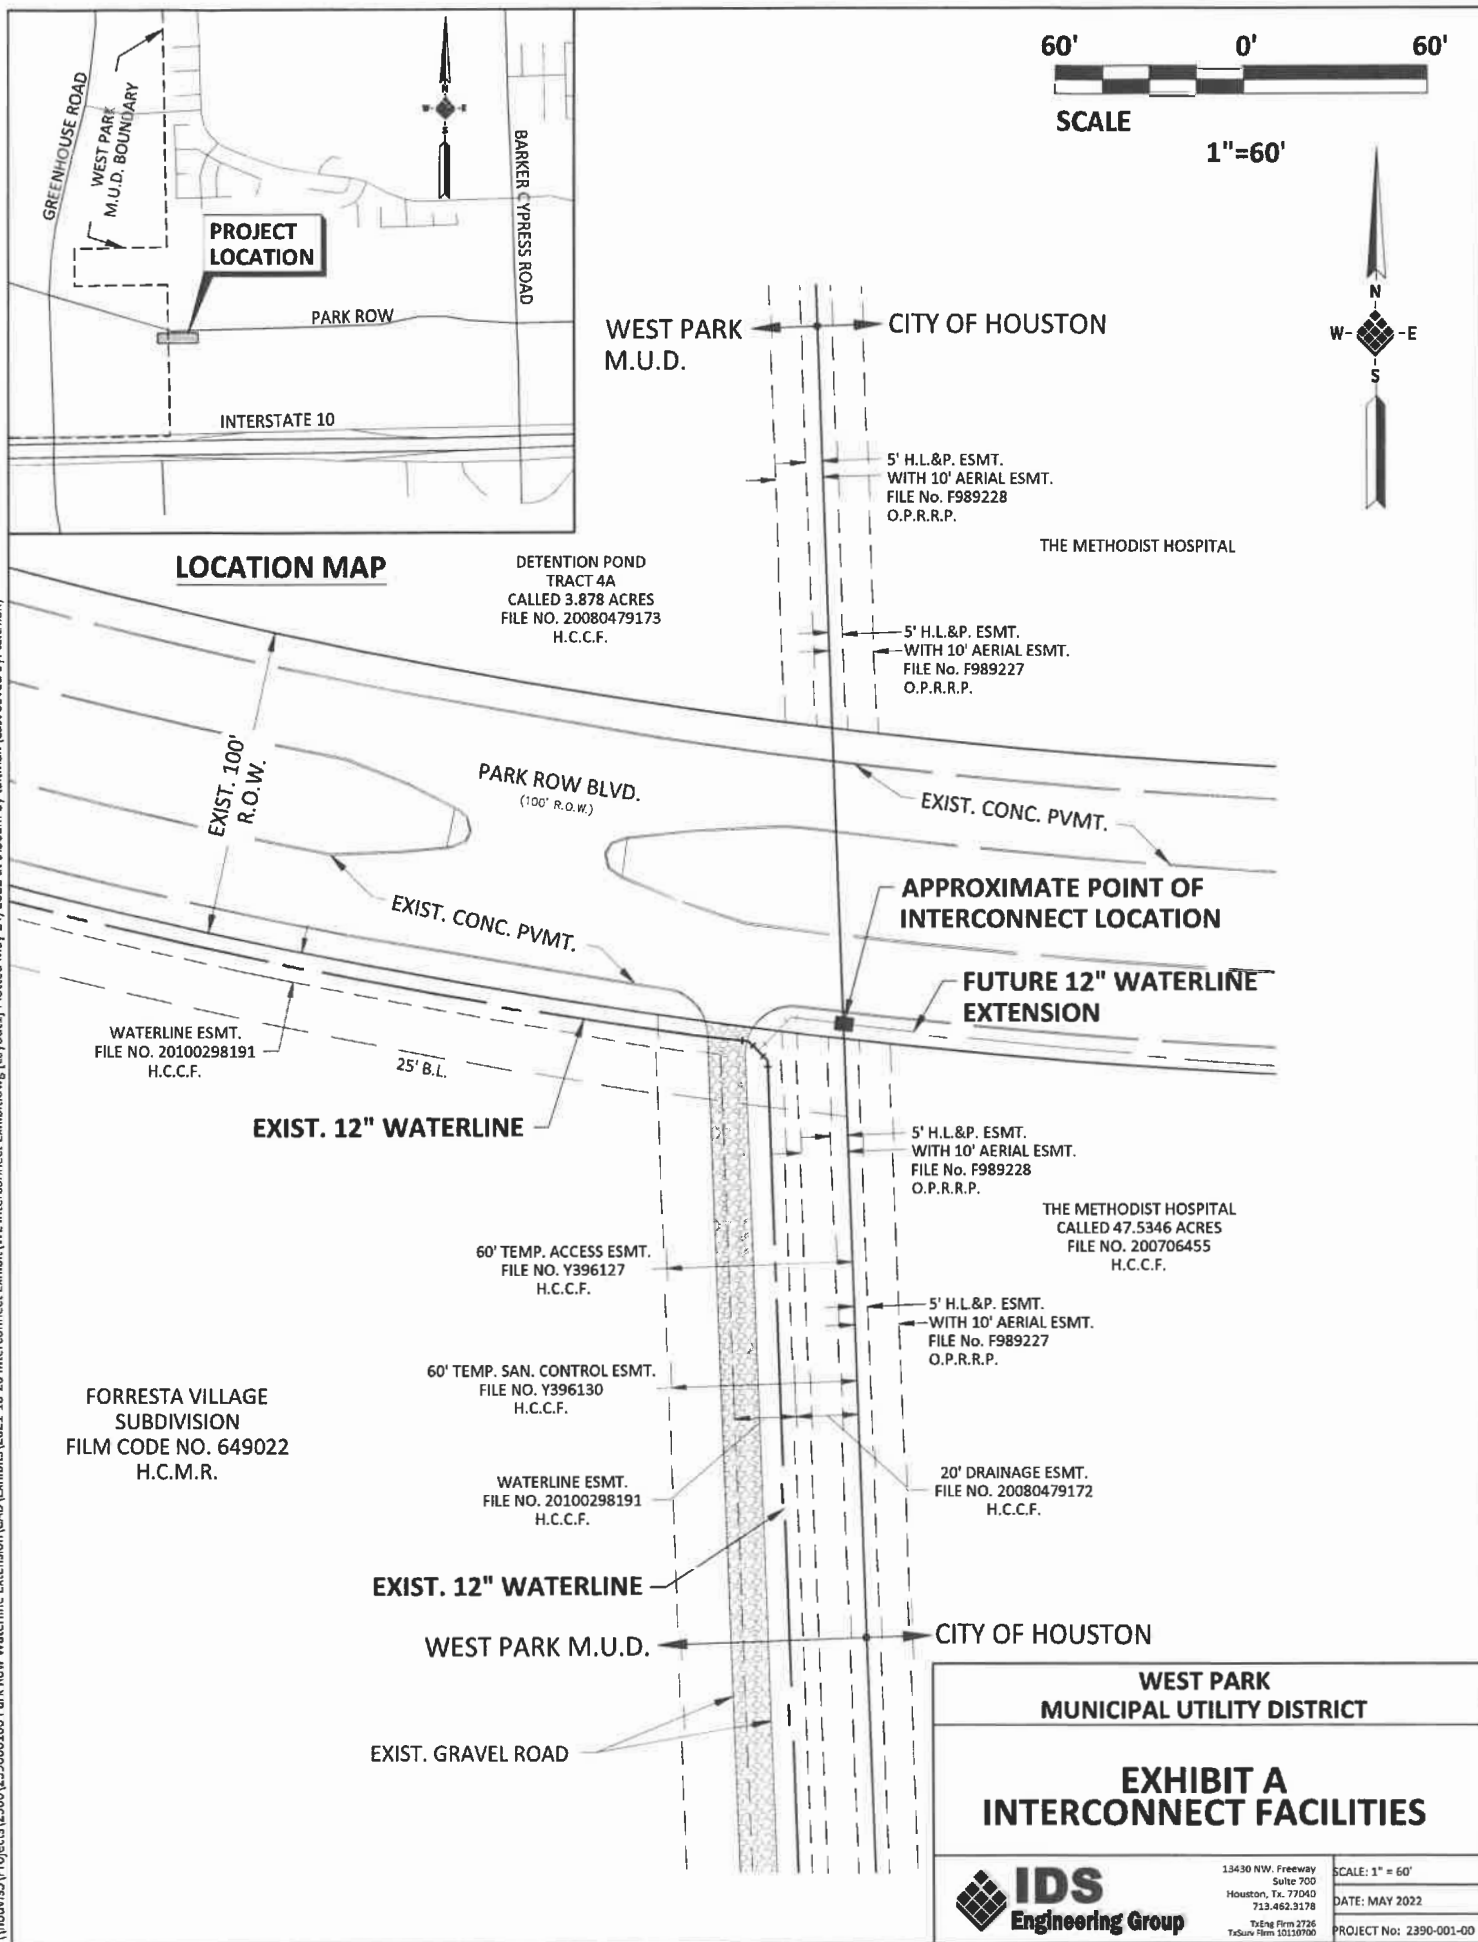 GREENHOUSE ROAD
WEST PARK
M.U.D. BOUNDARY
N
W
E
S
BARKER CYPRESS ROAD
PROJECT
LOCATION
PARK ROW
INTERSTATE 10
LOCATION MAP
60'
0'
60'
SCALE
1"=60'
N
W-
-E
S
WEST PARK
M.U.D.
CITY OF HOUSTON
5' H.L.&P. ESMT.
WITH 10' AERIAL ESMT.
FILE No. F989228
O.P.R.R.P.
THE METHODIST HOSPITAL
DETENTION POND
TRACT 4A
CALLED 3.878 ACRES
FILE NO. 20080479173
H.C.C.F.
5' H.L.&P. ESMT.
WITH 10' AERIAL ESMT.
FILE No. F989227
O.P.R.R.P.
EXIST. 100'
R.O.W.
PARK ROW BLVD.
(100' R.O.W.)
EXIST. CONC. PVMT.
EXIST. CONC. PVMT.
APPROXIMATE POINT OF
INTERCONNECT LOCATION
FUTURE 12" WATERLINE
EXTENSION
WATERLINE ESMT.
FILE NO. 20100298191
H.C.C.F.
25' B.L.
EXIST. 12" WATERLINE
5' H.L.&P. ESMT.
WITH 10' AERIAL ESMT.
FILE No. F989228
O.P.R.R.P.
THE METHODIST HOSPITAL
CALLED 47.5346 ACRES
FILE NO. 200706455
H.C.C.F.
60' TEMP. ACCESS ESMT.
FILE NO. Y396127
H.C.C.F.
5' H.L.&P. ESMT.
WITH 10' AERIAL ESMT.
FILE No. F989227
O.P.R.R.P.
60' TEMP. SAN. CONTROL ESMT.
FILE NO. Y396130
H.C.C.F.
FORRESTA VILLAGE
SUBDIVISION
FILM CODE NO. 649022
H.C.M.R.
WATERLINE ESMT.
FILE NO. 20100298191
H.C.C.F.
20' DRAINAGE ESMT.
FILE NO. 20080479172
H.C.C.F.
EXIST. 12" WATERLINE
WEST PARK M.U.D.
CITY OF HOUSTON
EXIST. GRAVEL ROAD
WEST PARK
MUNICIPAL UTILITY DISTRICT
EXHIBIT A
INTERCONNECT FACILITIES
IDS
Engineering Group
13430 NW. Freeway
Suite 700
Houston, Tx. 77040
713.462.3178
TxEng Firm 2726
TxSurv Firm 10110700
SCALE: 1" = 60'
DATE: MAY 2022
PROJECT No: 2390-001-00